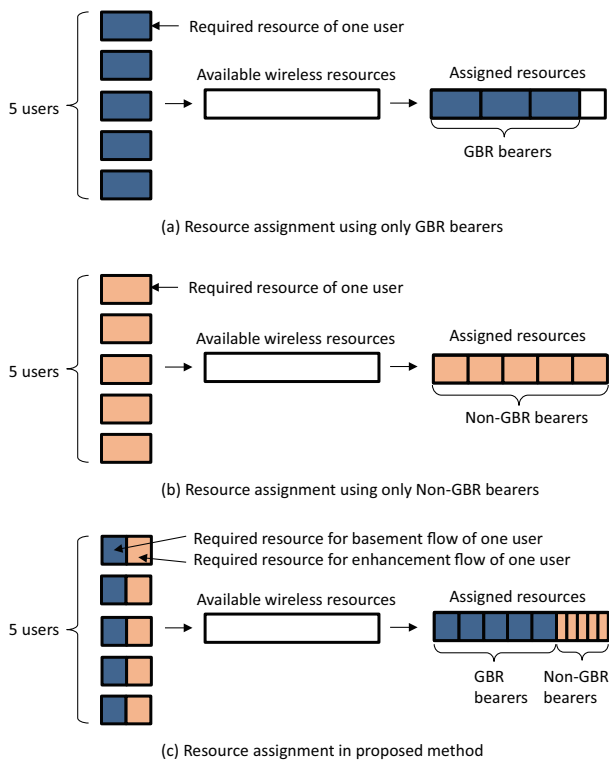 Required resource of one user
5 users
Available wireless resources
Assigned resources
GBR bearers
(a) Resource assignment using only GBR bearers
Required resource of one user
5 users
Available wireless resources
Assigned resources
Non-GBR bearers
(b) Resource assignment using only Non-GBR bearers
Required resource for basement flow of one user
Required resource for enhancement flow of one user
5 users
Available wireless resources
Assigned resources
GBR
bearers
Non-GBR
bearers
(c) Resource assignment in proposed method